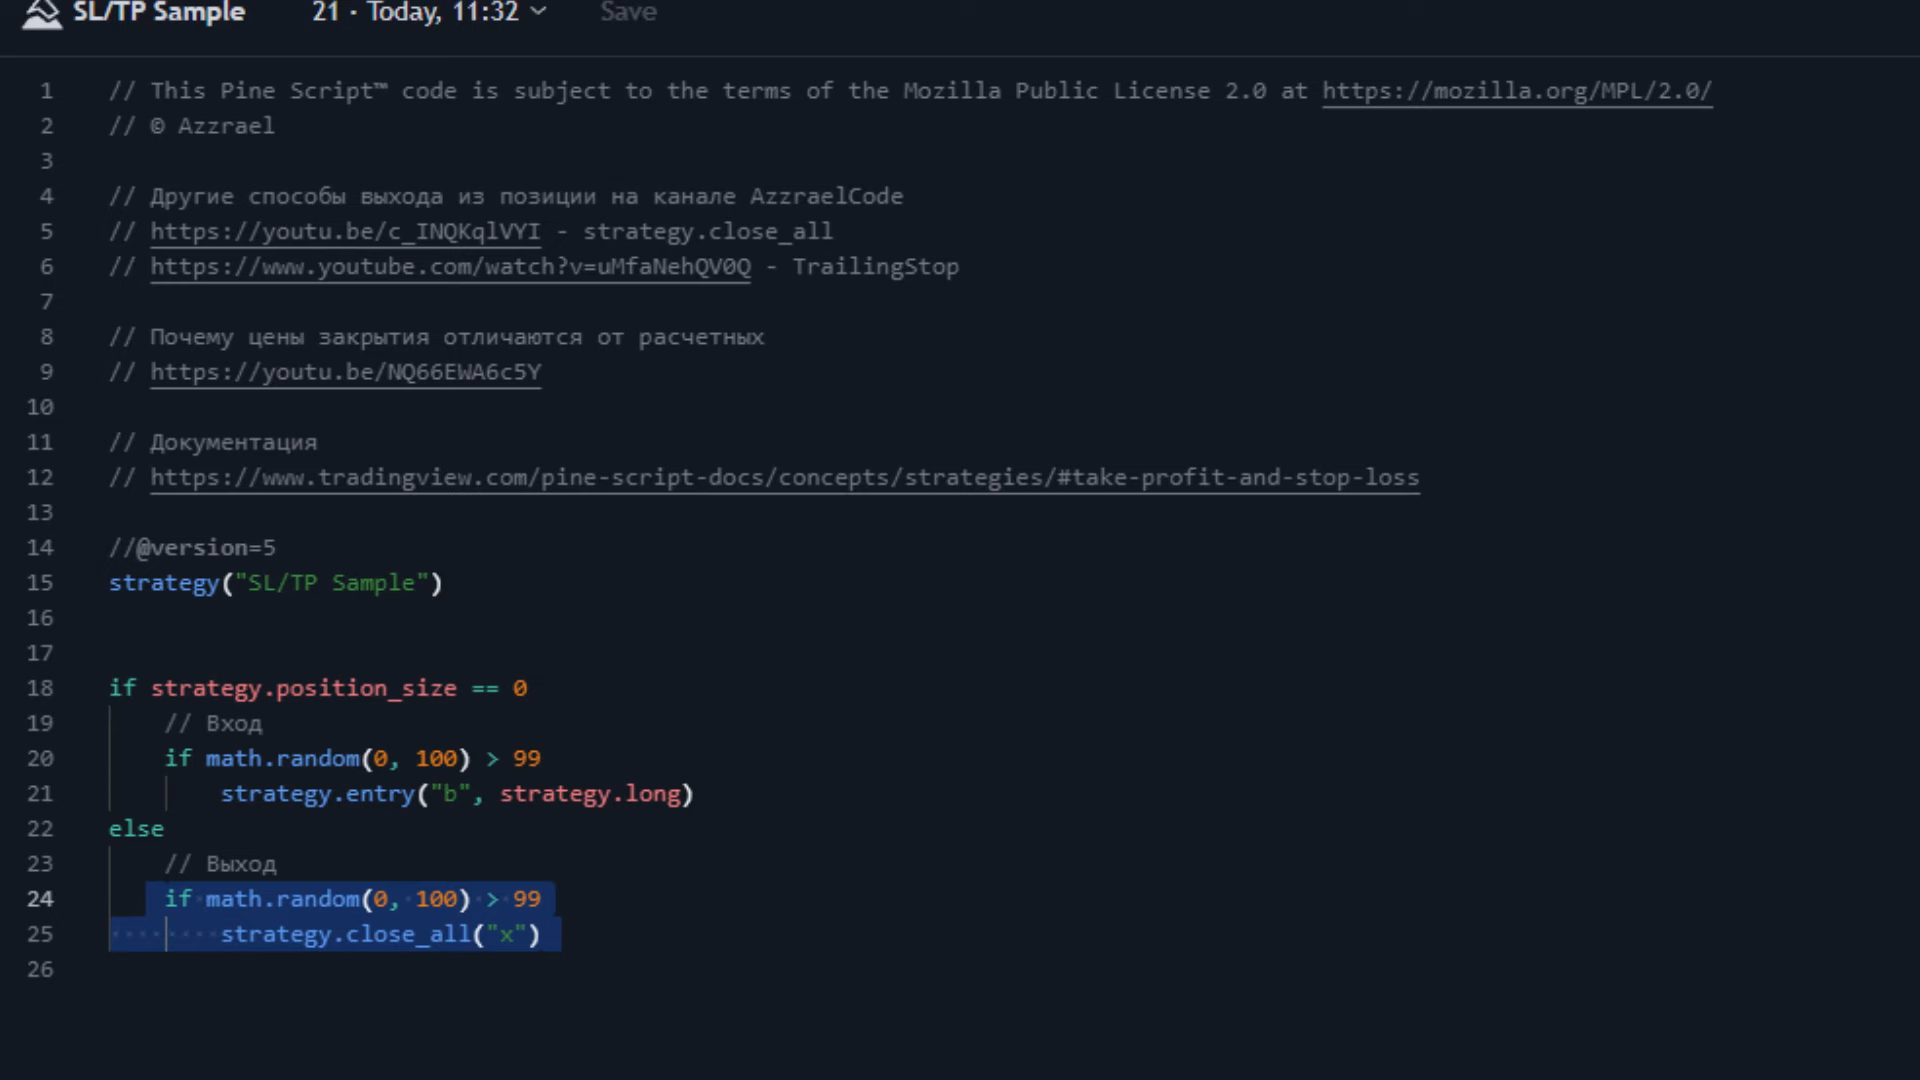 SL/TP Sample 21 · Today, 11:32 Save
1 // This Pine Script™ code is subject to the terms of the Mozilla Public License 2.0 at https://mozilla.org/MPL/2.0/
2 // © Azzrael
3
4 // Другие способы выхода из позиции на канале AzzraelCode
5 // https://youtu.be/c_INQKqlVYI - strategy.close_all
6 // https://www.youtube.com/watch?v=uMfaNehQV0Q - TrailingStop
7
8 // Почему цены закрытия отличаются от расчетных
9 // https://youtu.be/NQ66EWA6c5Y
10
11 // Документация
12 // https://www.tradingview.com/pine-script-docs/concepts/strategies/#take-profit-and-stop-loss
13
14 //@version=5
15 strategy("SL/TP Sample")
16
17
18 if strategy.position_size == 0
19 // Вход
20 if math.random(0, 100) > 99
21 strategy.entry("b", strategy.long)
22 else
23 // Выход
24 if math.random(0, 100) > 99
25 strategy.close_all("x")
26